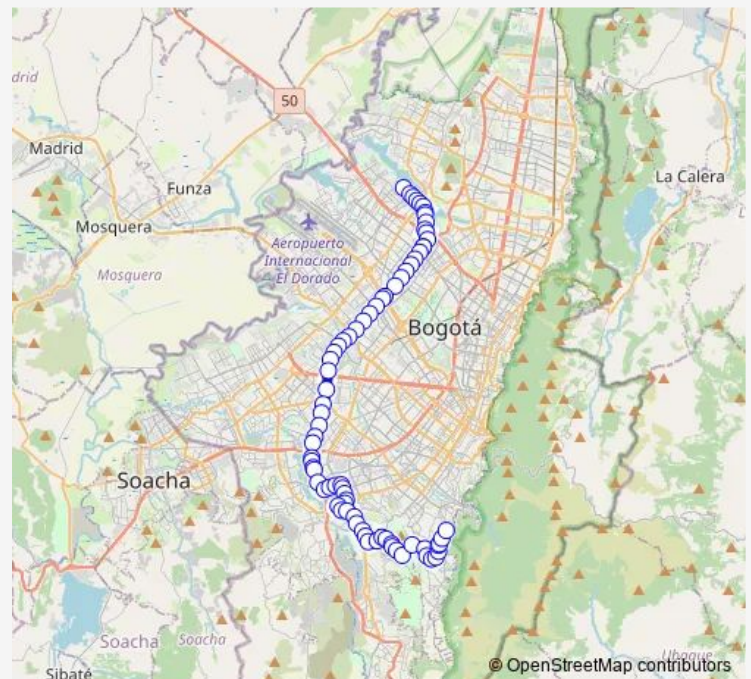 drid
50
Madrid
Funza
La Calera
Mosquera
Aeropuerto
Internacional
El Dorado
Mosquera
Bogotá
Soacha
Soacha
Soacha
Ubaque
Sibaté
© OpenStreetMap contributors